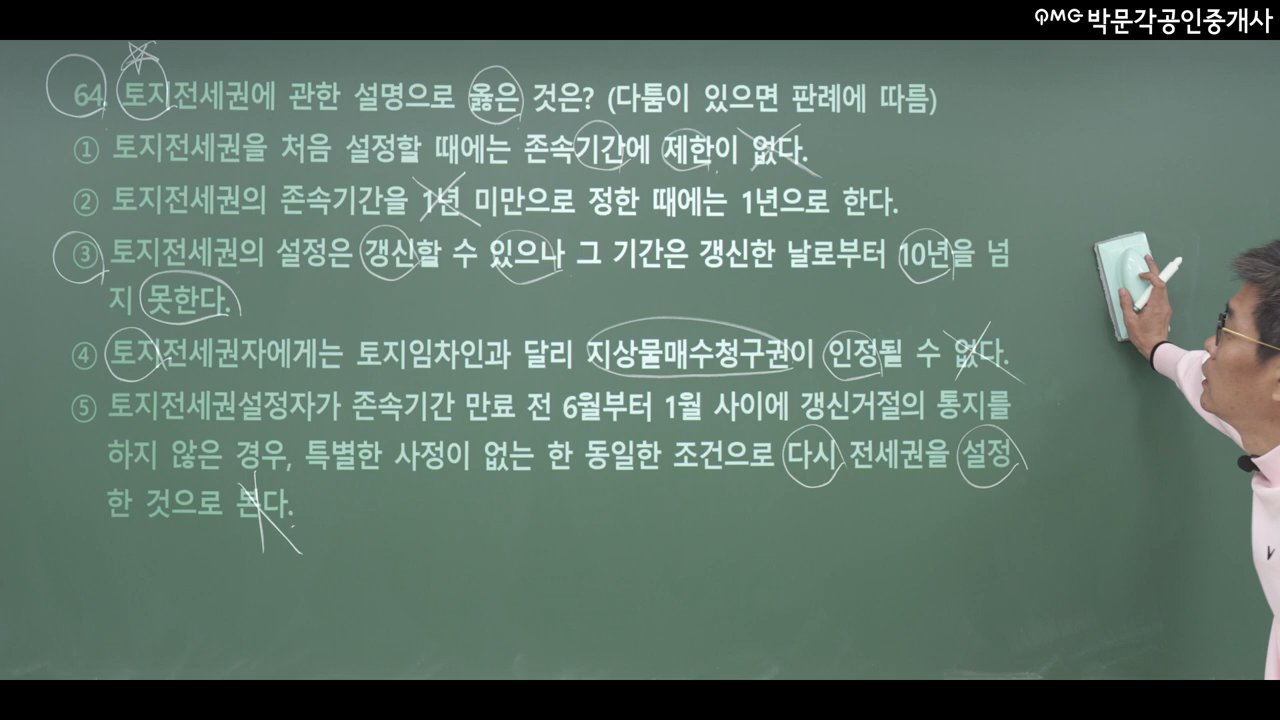 QMG 박문각공인중개사
64. 토지전세권에 관한 설명으로 옳은 것은? (다툼이 있으면 판례에 따름)
① 토지전세권을 처음 설정할 때에는 존속기간에 제한이 없다.
② 토지전세권의 존속기간을 1년 미만으로 정한 때에는 1년으로 한다.
③ 토지전세권의 설정은 갱신할 수 있으나 그 기간은 갱신한 날로부터 10년을 넘
지 못한다.
④ 토지전세권자에게는 토지임차인과 달리 지상물매수청구권이 인정될 수 없다.
⑤ 토지전세권설정자가 존속기간 만료 전 6월부터 1월 사이에 갱신거절의 통지를
하지 않은 경우, 특별한 사정이 없는 한 동일한 조건으로 다시 전세권을 설정
한 것으로 본다.